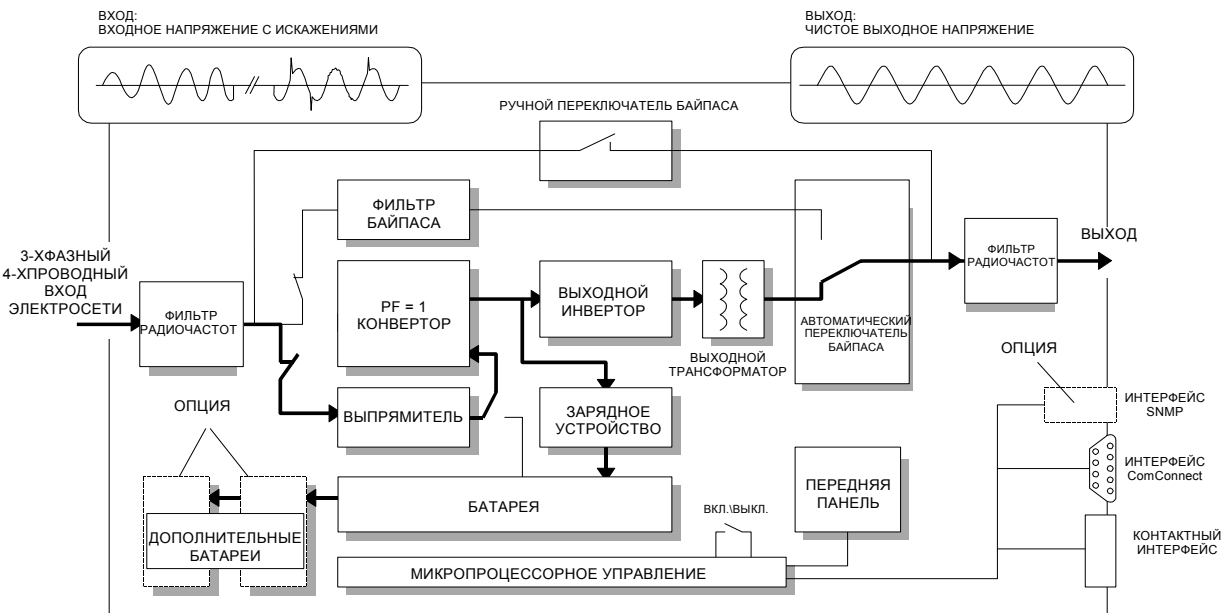 ВХОД:
ВХОДНОЕ НАПРЯЖЕНИЕ С ИСКАЖЕНИЯМИ
ВЫХОД:
ЧИСТОЕ ВЫХОДНОЕ НАПРЯЖЕНИЕ
РУЧНОЙ ПЕРЕКЛЮЧАТЕЛЬ БАЙПАСА
ФИЛЬТР
БАЙПАСА
3-ХФАЗНЫЙ
4-ХПРОВОДНЫЙ
ВХОД
ЭЛЕКТРОСЕТИ
ФИЛЬТР
РАДИОЧАСТОТ
PF = 1
КОНВЕРТОР
ВЫХОДНОЙ
ИНВЕРТОР
ВЫХОДНОЙ
ТРАНСФОРМАТОР
АВТОМАТИЧЕСКИЙ
ПЕРЕКЛЮЧАТЕЛЬ
БАЙПАСА
ФИЛЬТР
РАДИОЧАСТОТ
ВЫХОД
ОПЦИЯ
ВЫПРЯМИТЕЛЬ
ЗАРЯДНОЕ
УСТРОЙСТВО
ОПЦИЯ
ИНТЕРФЕЙС
SNMP
ИНТЕРФЕЙС
ComConnect
КОНТАКТНЫЙ
ИНТЕРФЕЙС
ДОПОЛНИТЕЛЬНЫЕ
БАТАРЕИ
БАТАРЕЯ
ВКЛ.\ВЫКЛ.
ПЕРЕДНЯЯ
ПАНЕЛЬ
МИКРОПРОЦЕССОРНОЕ УПРАВЛЕНИЕ